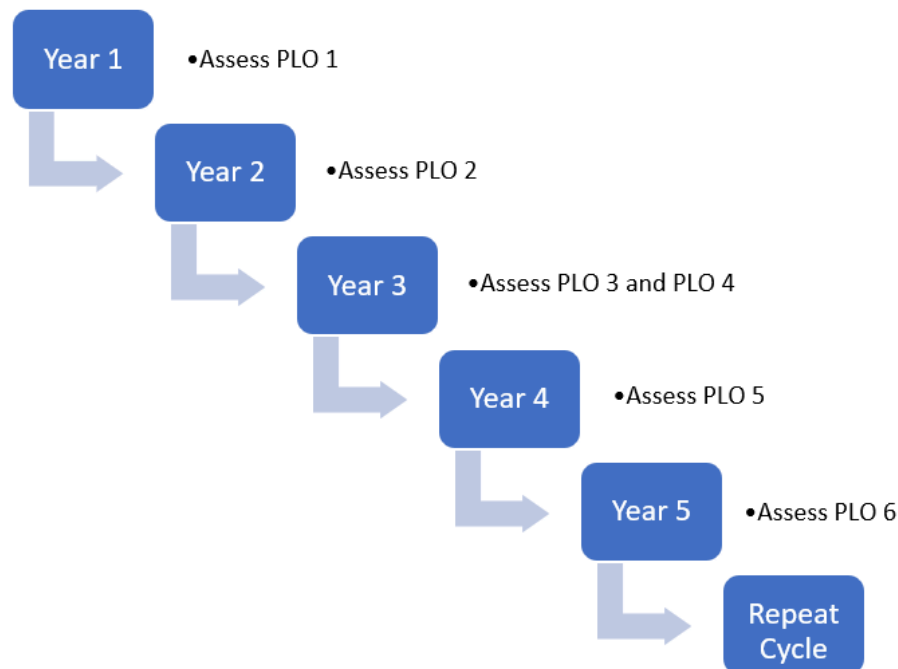 Year 1
•Assess PLO 1
Year 2
•Assess PLO 2
Year 3
•Assess PLO 3 and PLO 4
Year 4
•Assess PLO 5
Year 5
•Assess PLO 6
Repeat
Cycle